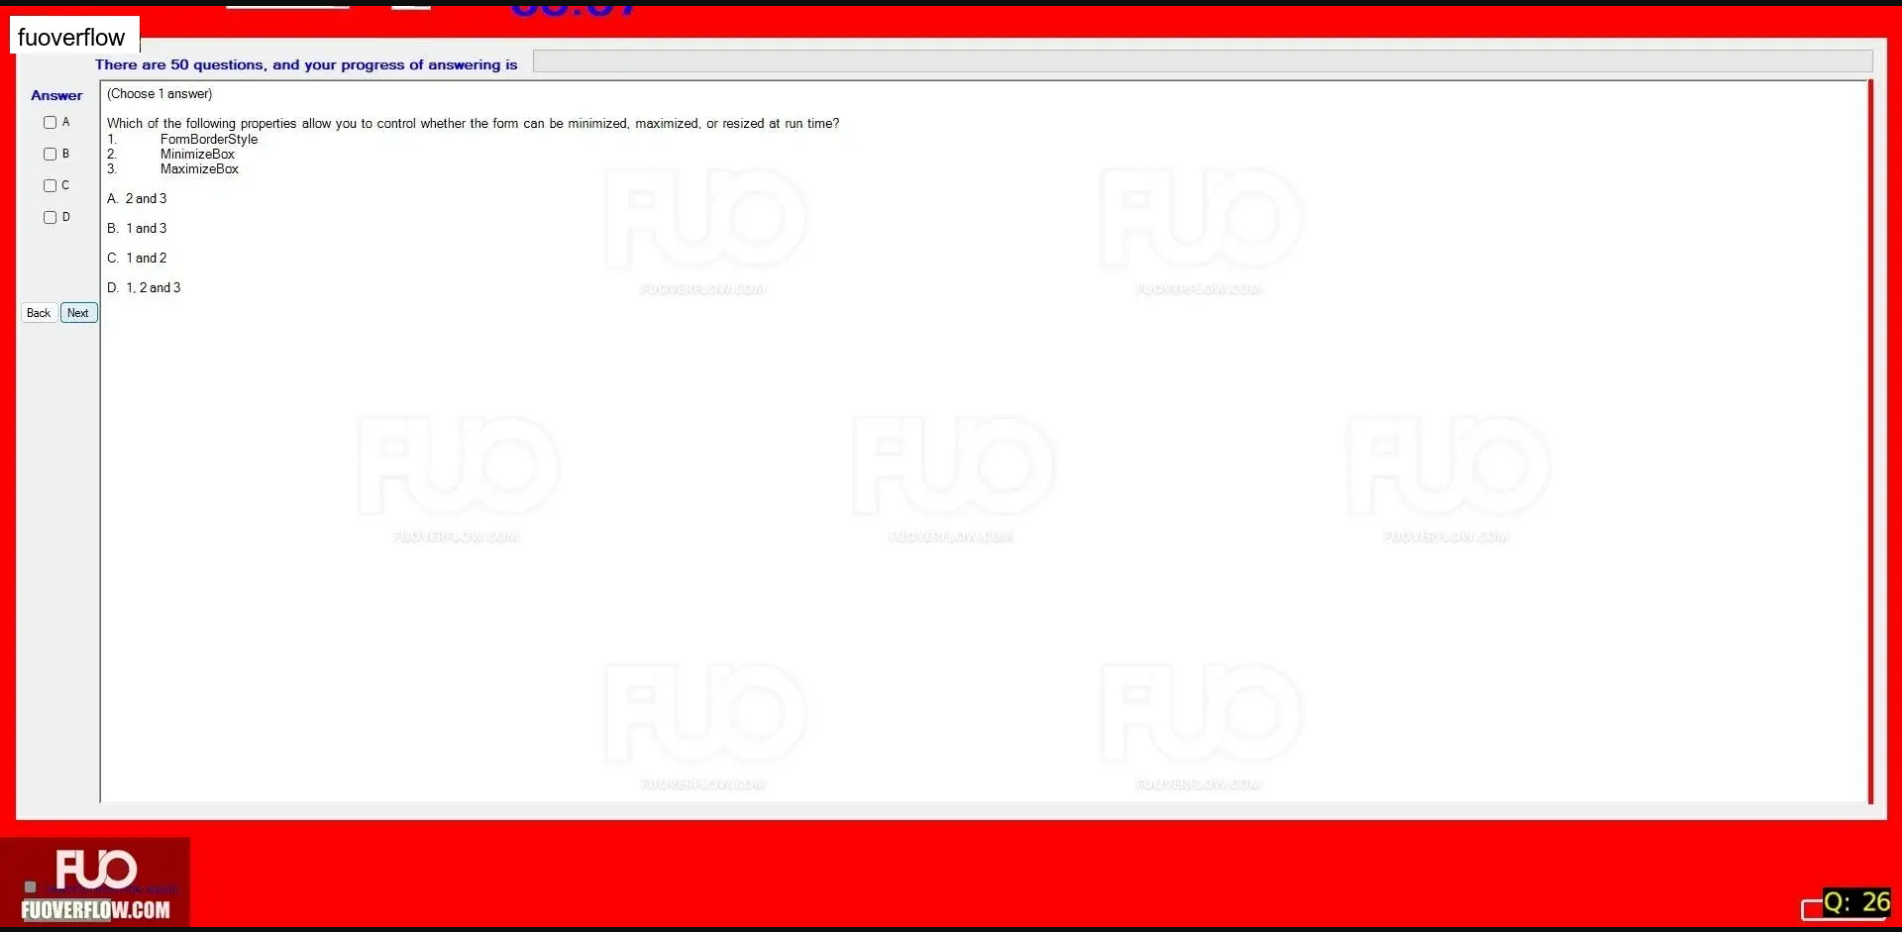 fuoverflow
There are 50 questions, and your progress of answering is
Answer
(Choose 1 answer)
A
Which of the following properties allow you to control whether the form can be minimized, maximized, or resized at run time?
1. FormBorderStyle
B
2. MinimizeBox
3. MaximizeBox
C
A. 2 and 3
D
B. 1 and 3
C. 1 and 2
D. 1, 2 and 3
Back Next
FUO FUO
FUOVERFLOW.COM FUOVERFLOW.COM
FUO FUO FUO
FUOVERFLOW.COM FUOVERFLOW.COM FUOVERFLOW.COM
FUO FUO
FUOVERFLOW.COM FUOVERFLOW.COM
FUO
FUOVERFLOW.COM
Q: 26